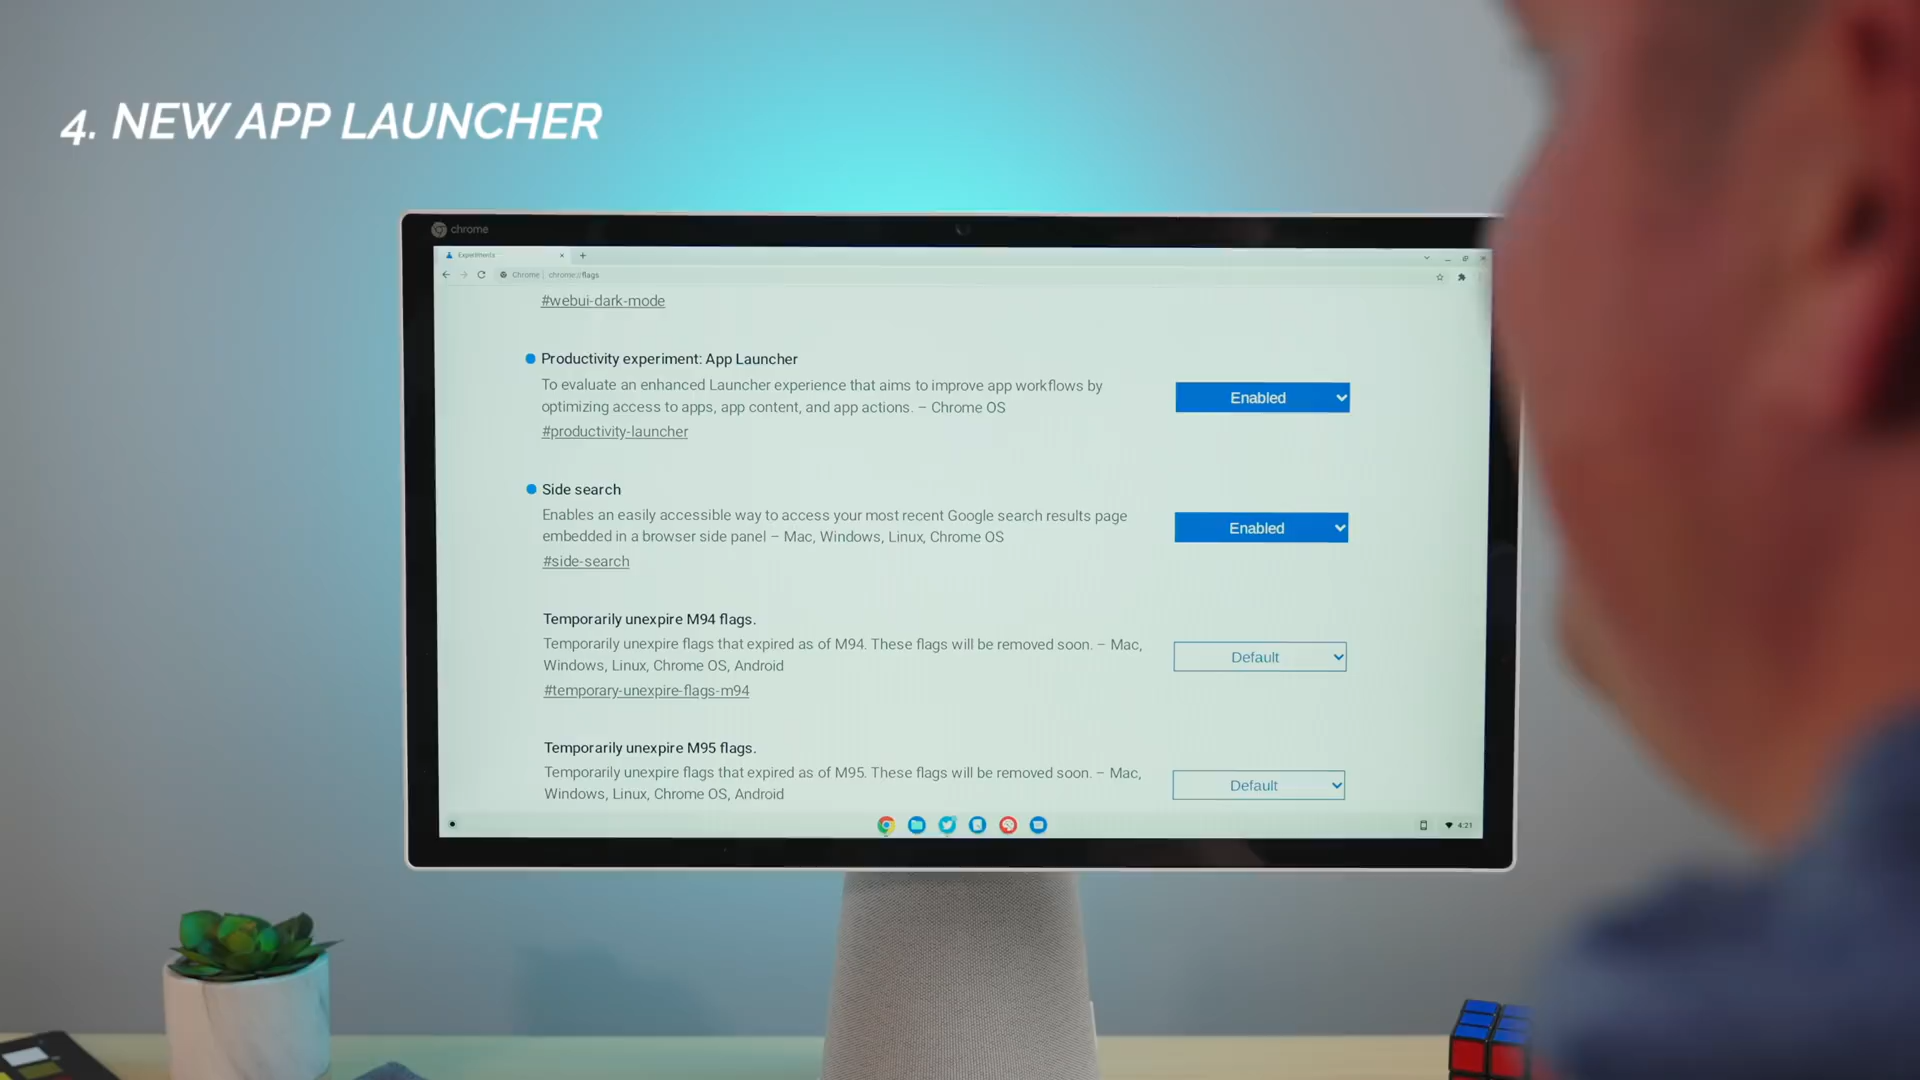 4. NEW APP LAUNCHER
chrome
Experiments
Chrome | chrome://flags
#webui-dark-mode
Productivity experiment: App Launcher
To evaluate an enhanced Launcher experience that aims to improve app workflows by
optimizing access to apps, app content, and app actions. – Chrome OS
#productivity-launcher
Enabled
Side search
Enables an easily accessible way to access your most recent Google search results page
embedded in a browser side panel – Mac, Windows, Linux, Chrome OS
#side-search
Enabled
Temporarily unexpire M94 flags.
Temporarily unexpire flags that expired as of M94. These flags will be removed soon. – Mac,
Windows, Linux, Chrome OS, Android
#temporary-unexpire-flags-m94
Default
Temporarily unexpire M95 flags.
Temporarily unexpire flags that expired as of M95. These flags will be removed soon. – Mac,
Windows, Linux, Chrome OS, Android
Default
4:21